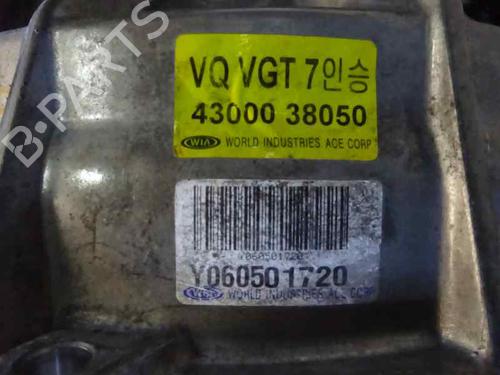 B-PARTS
VQ VGT 7인승
43000 38050
WIA WORLD INDUSTRIES ACE CORP
Y060501720
Y060501720
WORLD INDUSTRIES ACE CORP